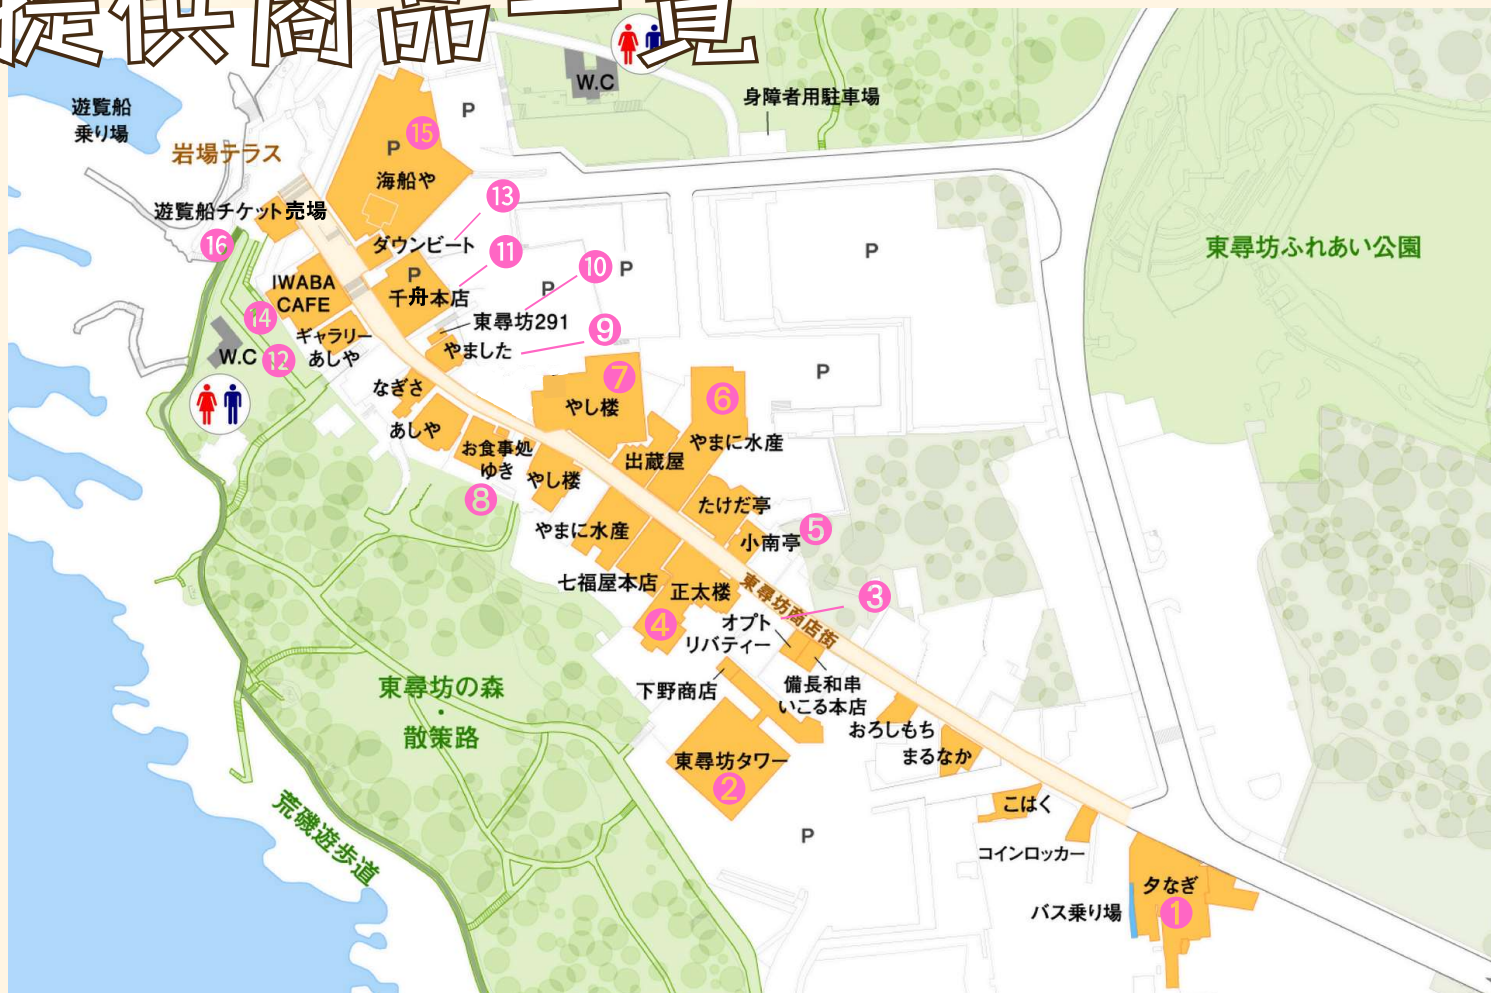 提供商品一覧
W.C
遊覧船
乗り場
身障者用駐車場
P
岩場テラス
P
⑮
海船や
⑬
遊覧船チケット売場
⑯
ダウンビート
⑪
P
千舟本店
P
⑩
P
P
東尋坊ふれあい公園
IWABA
CAFE
⑭
東尋坊291
⑨
ギャラリー
あしや
やました
W.C
⑫
⑦
P
なぎさ
やし楼
⑥
あしや
お食事処
ゆき
やまに水産
出蔵屋
やし楼
⑧
たけだ亭
やまに水産
小南亭
⑤
七福屋本店
正太楼
東尋坊商店街
③
④
オプト
リバティー
東尋坊の森
・
散策路
下野商店
備長和串
いこる本店
おろしもち
東尋坊タワー
②
まるなか
荒磯遊歩道
こはく
P
コインロッカー
夕なぎ
①
バス乗り場